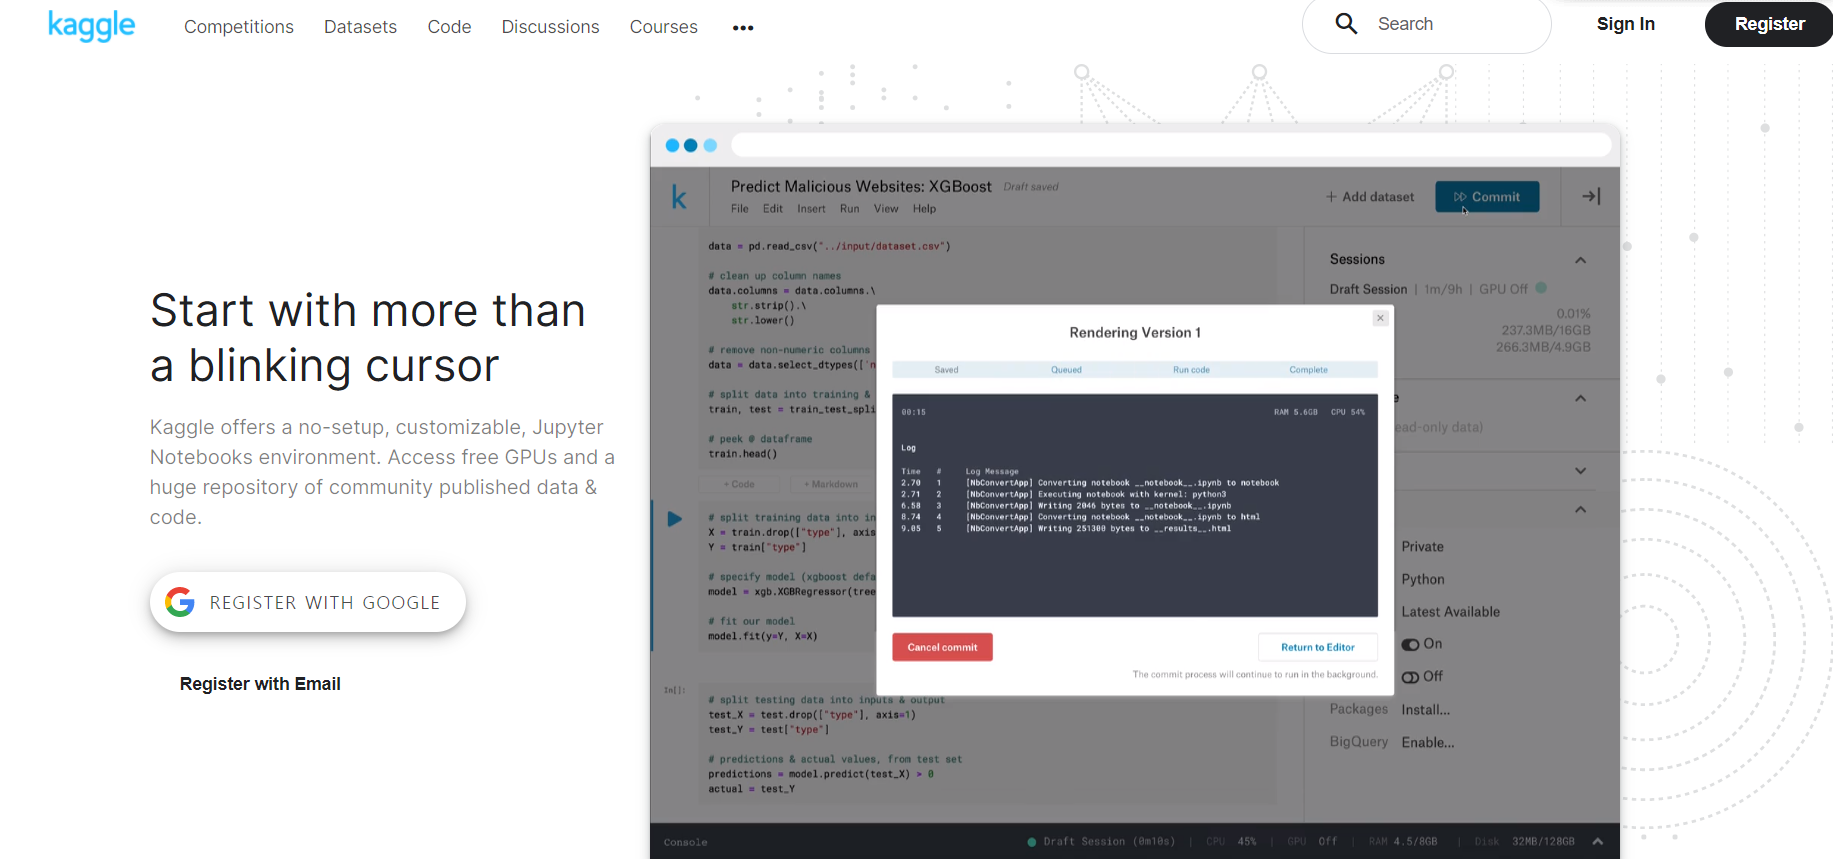 kaggle
Competitions Datasets Code Discussions Courses •••
Search
Sign In
Register
Start with more than
a blinking cursor
Kaggle offers a no-setup, customizable, Jupyter
Notebooks environment. Access free GPUs and a
huge repository of community published data &
code.
REGISTER WITH GOOGLE
Register with Email
k
Predict Malicious Websites: XGBoost Draft saved
File Edit Insert Run View Help
+ Add dataset
Commit
data = pd.read_csv("../input/dataset.csv")
# clean up column names
data.columns = data.columns.\
str.strip().\
str.lower()
# remove non-numeric columns
data = data.select_dtypes(['n
# split data into training &
train, test = train_test_spli
# peek @ dataframe
train.head()
+ Code + Markdown
# split training data into in
X = train.drop(["type"], axis
Y = train["type"]
# specify model (xgboost defa
model = xgb.XGBRegressor(tree
# fit our model
model.fit(y=Y, X=X)
In[]:
# split testing data into inputs & output
test_X = test.drop(["type"], axis=1)
test_Y = test["type"]
# predictions & actual values, from test set
predictions = model.predict(test_X) > 0
actual = test_Y
Rendering Version 1
Saved Queued Run code Complete
00:15 RAM 5.6GB CPU 54%
Log
Time # Log Message
2.70 1 [NbConvertApp] Converting notebook __notebook__.ipynb to notebook
2.71 2 [NbConvertApp] Executing notebook with kernel: python3
6.58 3 [NbConvertApp] Writing 2046 bytes to __notebook__.ipynb
8.74 4 [NbConvertApp] Converting notebook __notebook__.ipynb to html
9.05 5 [NbConvertApp] Writing 251300 bytes to __results__.html
Cancel commit
Return to Editor
The commit process will continue to run in the background.
Sessions
Draft Session | 1m/9h | GPU Off
0.01%
237.3MB/16GB
266.3MB/4.9GB
e
ead-only data)
Private
Python
Latest Available
On
Off
Packages Install...
BigQuery Enable...
Console
Draft Session (0m10s) | CPU 45% | GPU Off | RAM 4.5/8GB | Disk 32MB/128GB